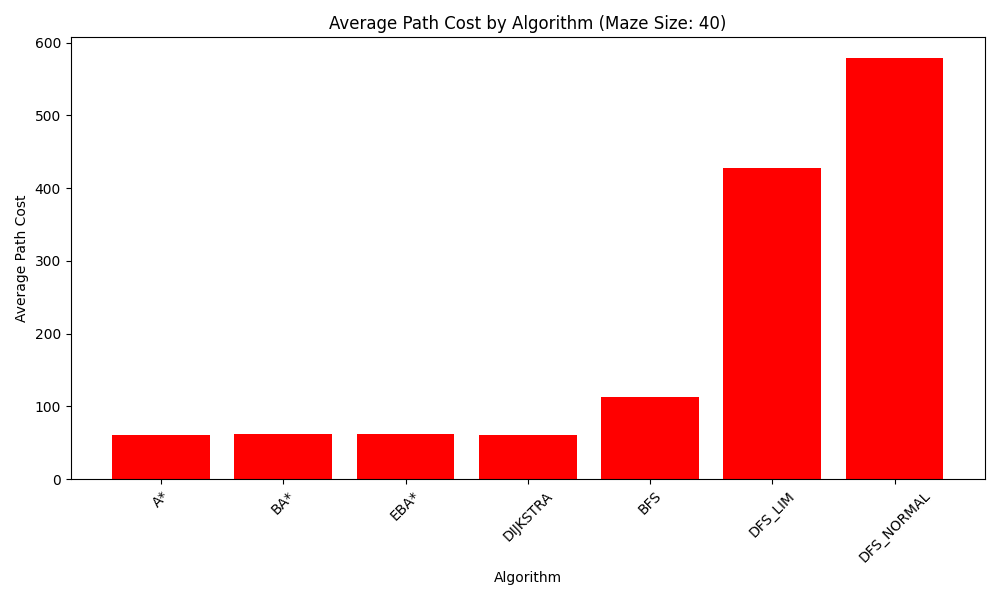 Average Path Cost by Algorithm (Maze Size: 40)
Average Path Cost
600
500
400
300
200
100
0
A*
BA*
EBA*
DIJKSTRA
BFS
DFS_LIM
DFS_NORMAL
Algorithm